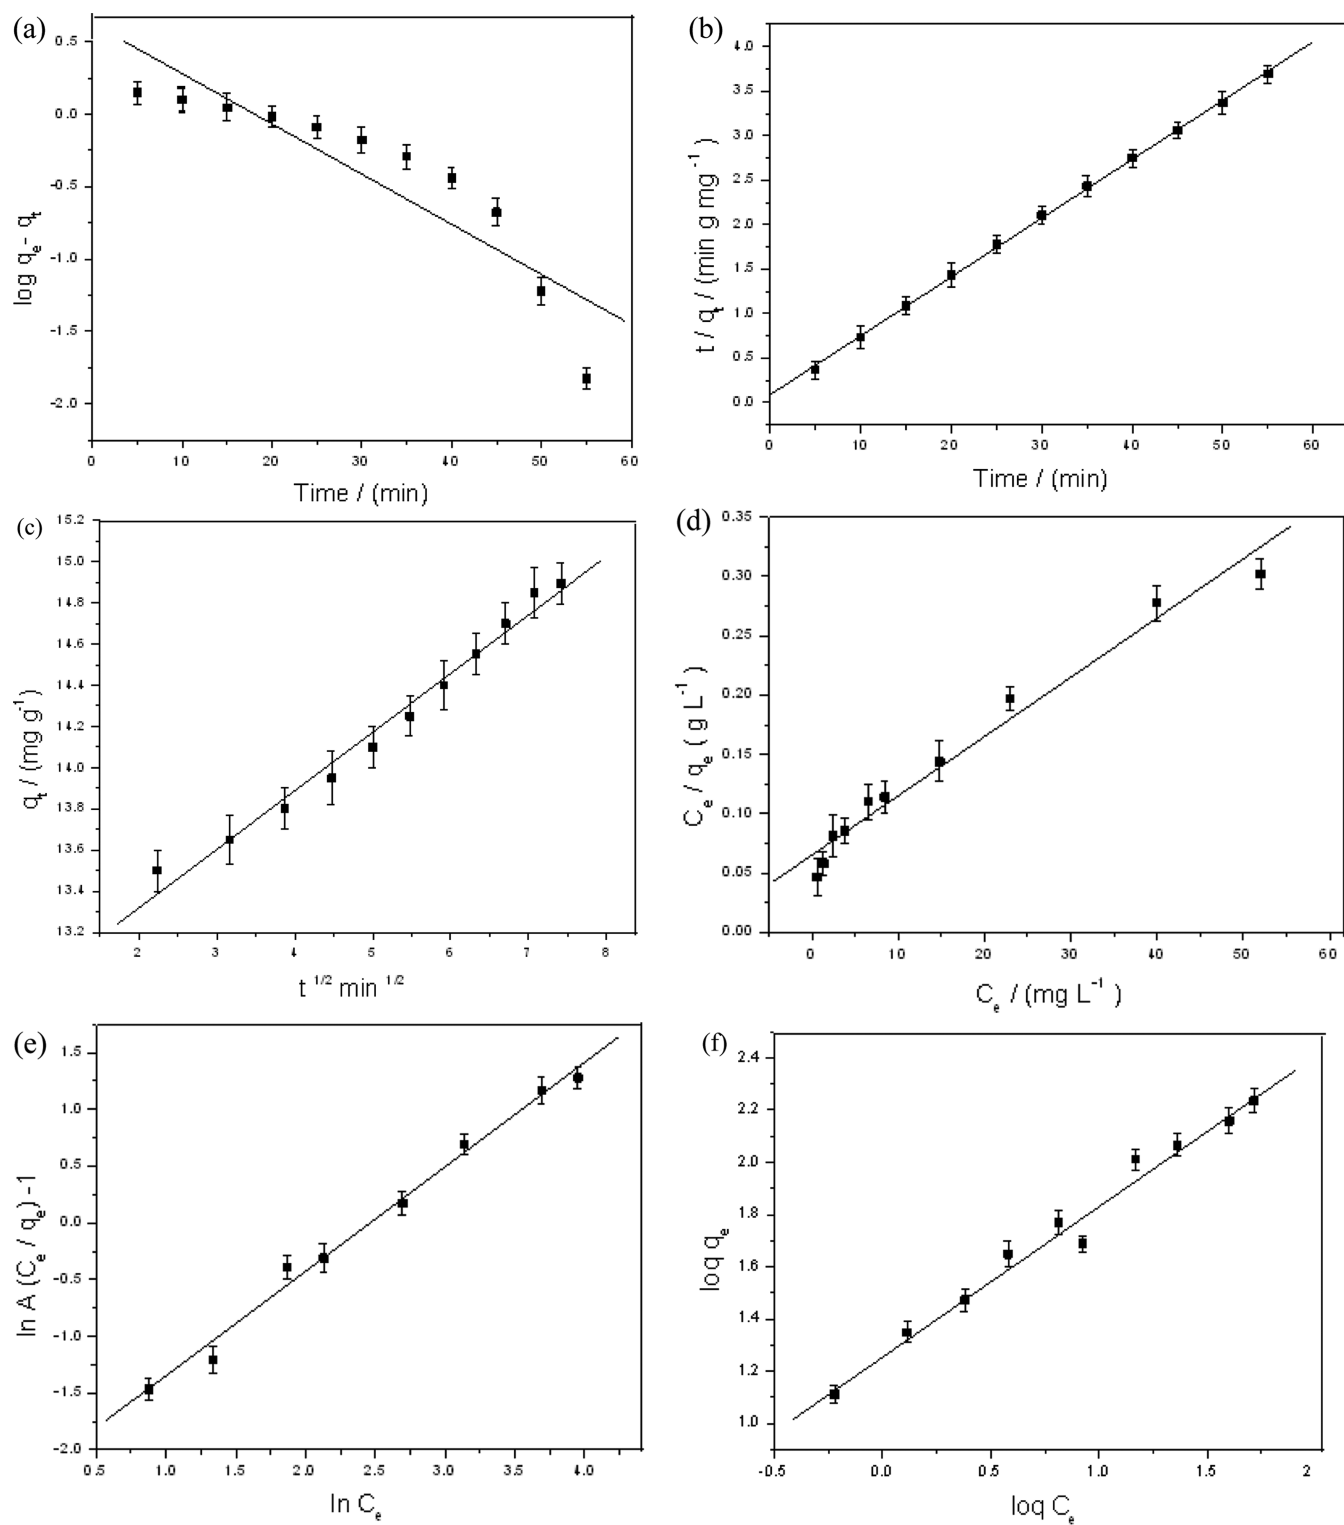 (a)
0.5
0.0
-0.5
-1.0
-1.5
-2.0
log qe - qt
0 10 20 30 40 50 60
Time / (min)
(b)
4.0
3.5
3.0
2.5
2.0
1.5
1.0
0.5
0.0
t / qt / (min g mg-1 )
0 10 20 30 40 50 60
Time / (min)
(c)
15.2
15.0
14.8
14.6
14.4
14.2
14.0
13.8
13.6
13.4
13.2
qt / (mg g-1)
2 3 4 5 6 7 8
t 1/2 min 1/2
(d)
0.35
0.30
0.25
0.20
0.15
0.10
0.05
0.00
Ce / qe ( g L-1 )
0 10 20 30 40 50 60
Ce / (mg L-1 )
(e)
1.5
1.0
0.5
0.0
-0.5
-1.0
-1.5
-2.0
ln A (Ce / qe) -1
0.5 1.0 1.5 2.0 2.5 3.0 3.5 4.0
ln Ce
(f)
2.4
2.2
2.0
1.8
1.6
1.4
1.2
1.0
loq qe
-0.5 0.0 0.5 1.0 1.5 2
loq Ce